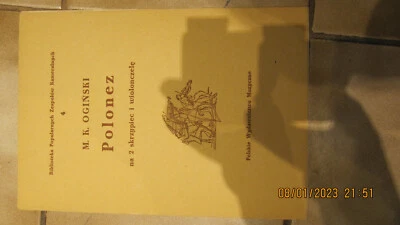 Biblioteka Popularnych Zespołów Kameralnych
4
M. K. OGIŃSKI
Polonez
na 2 skrzypiec i wiolonczelę
Polskie Wydawnictwo Muzyczne
09/01/2023 21:51